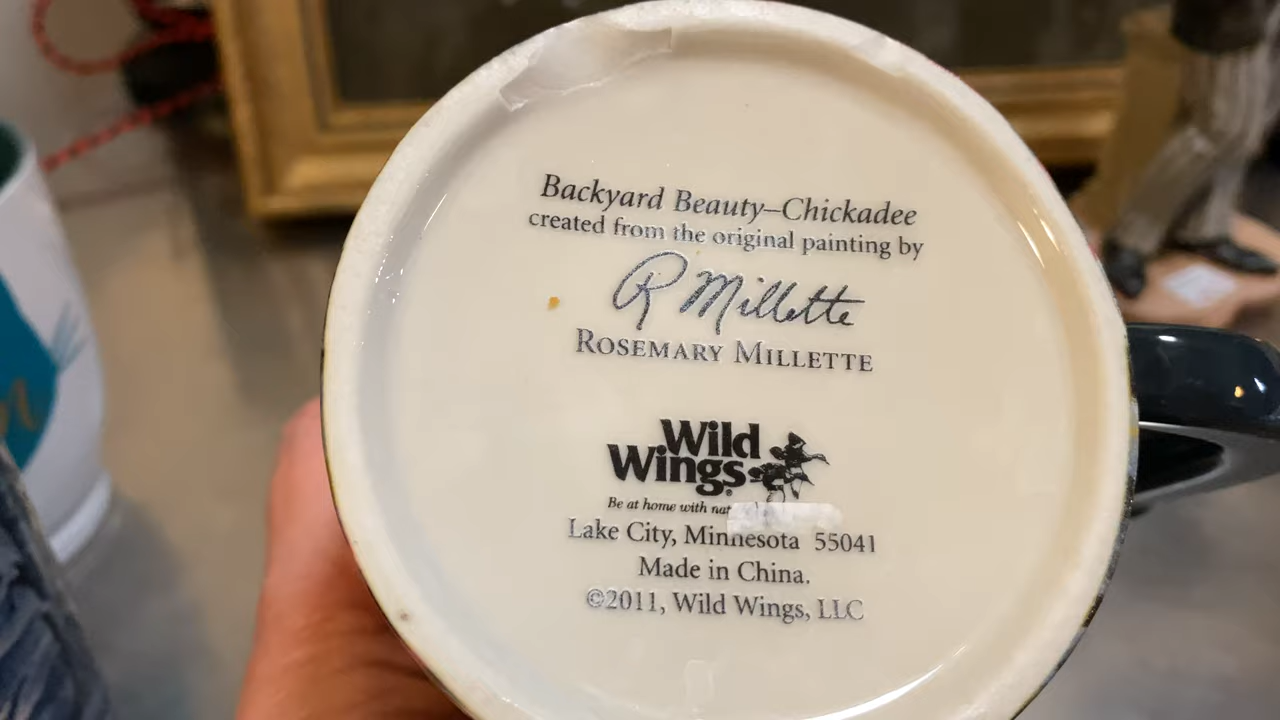 Backyard Beauty–Chickadee
created from the original painting by
R Millette
ROSEMARY MILLETTE
Wild
Wings®
Be at home with
Lake City, Minnesota 55041
Made in China.
©2011, Wild Wings, LLC